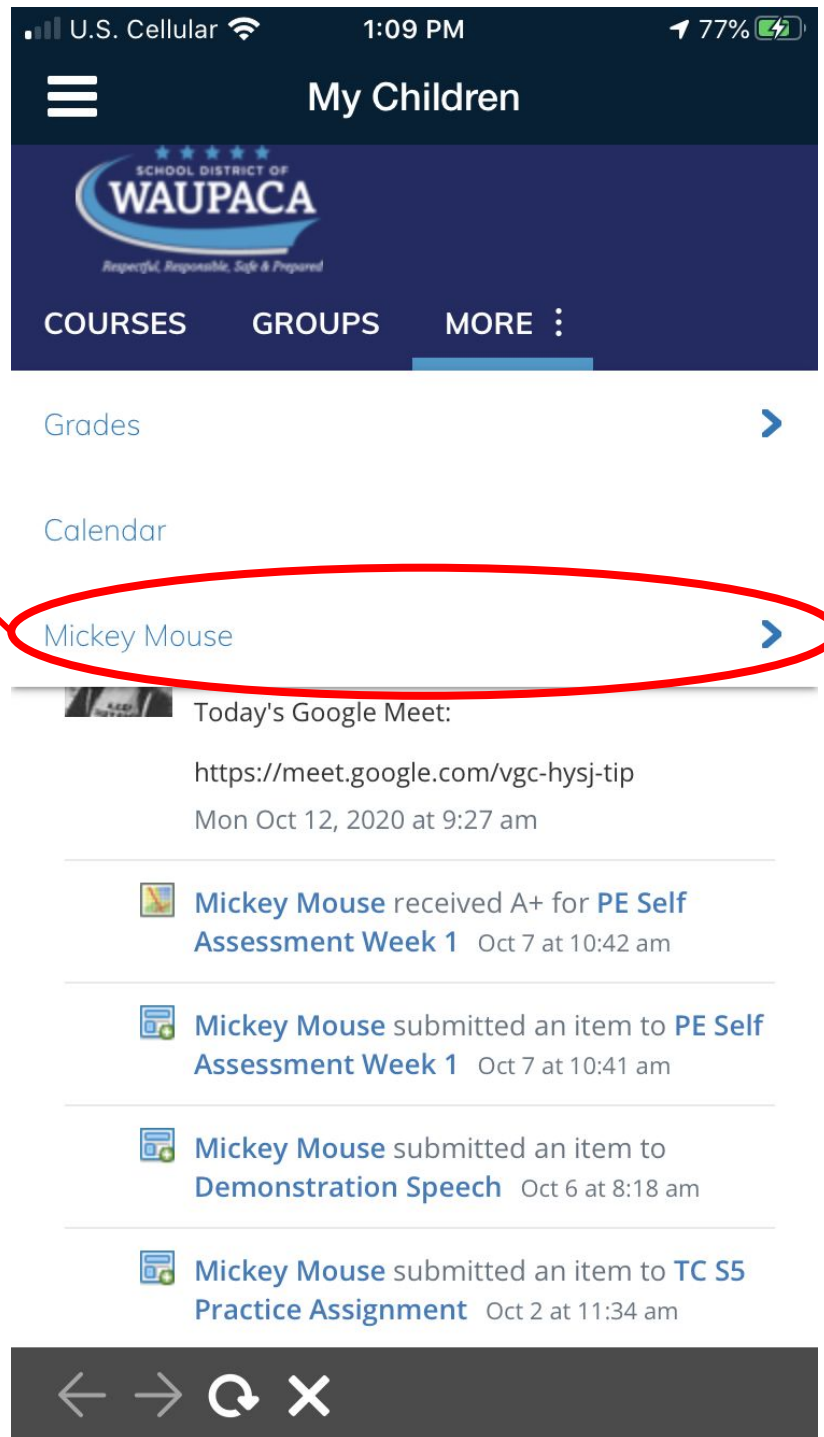 U.S. Cellular 1:09 PM 77%
My Children
SCHOOL DISTRICT OF
WAUPACA
Respectful, Responsible, Safe & Prepared
COURSES GROUPS MORE
Grades
Calendar
Mickey Mouse
Today's Google Meet:
https://meet.google.com/vgc-hysj-tip
Mon Oct 12, 2020 at 9:27 am
Mickey Mouse received A+ for PE Self
Assessment Week 1 Oct 7 at 10:42 am
Mickey Mouse submitted an item to PE Self
Assessment Week 1 Oct 7 at 10:41 am
Mickey Mouse submitted an item to
Demonstration Speech Oct 6 at 8:18 am
Mickey Mouse submitted an item to TC S5
Practice Assignment Oct 2 at 11:34 am